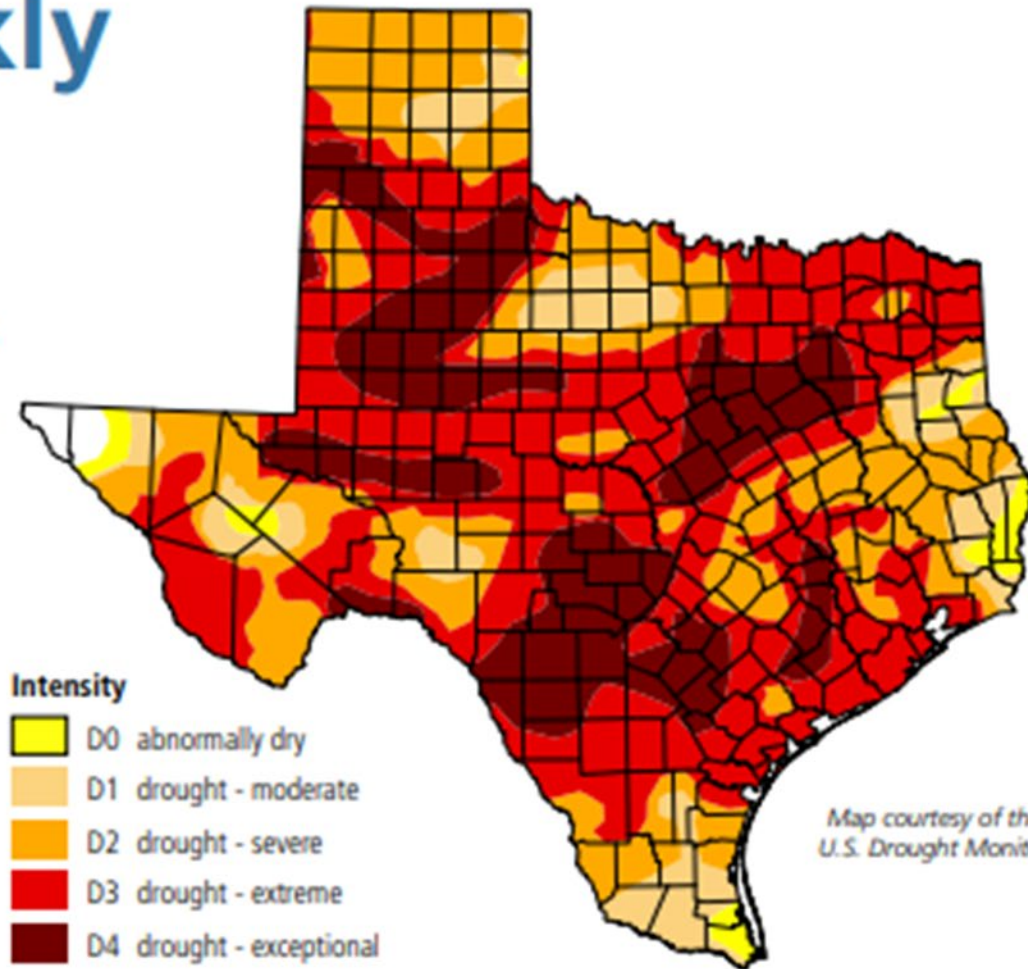 kly
Intensity
D0 abnormally dry
D1 drought - moderate
D2 drought - severe
D3 drought - extreme
D4 drought - exceptional
Map courtesy of th
U.S. Drought Monit